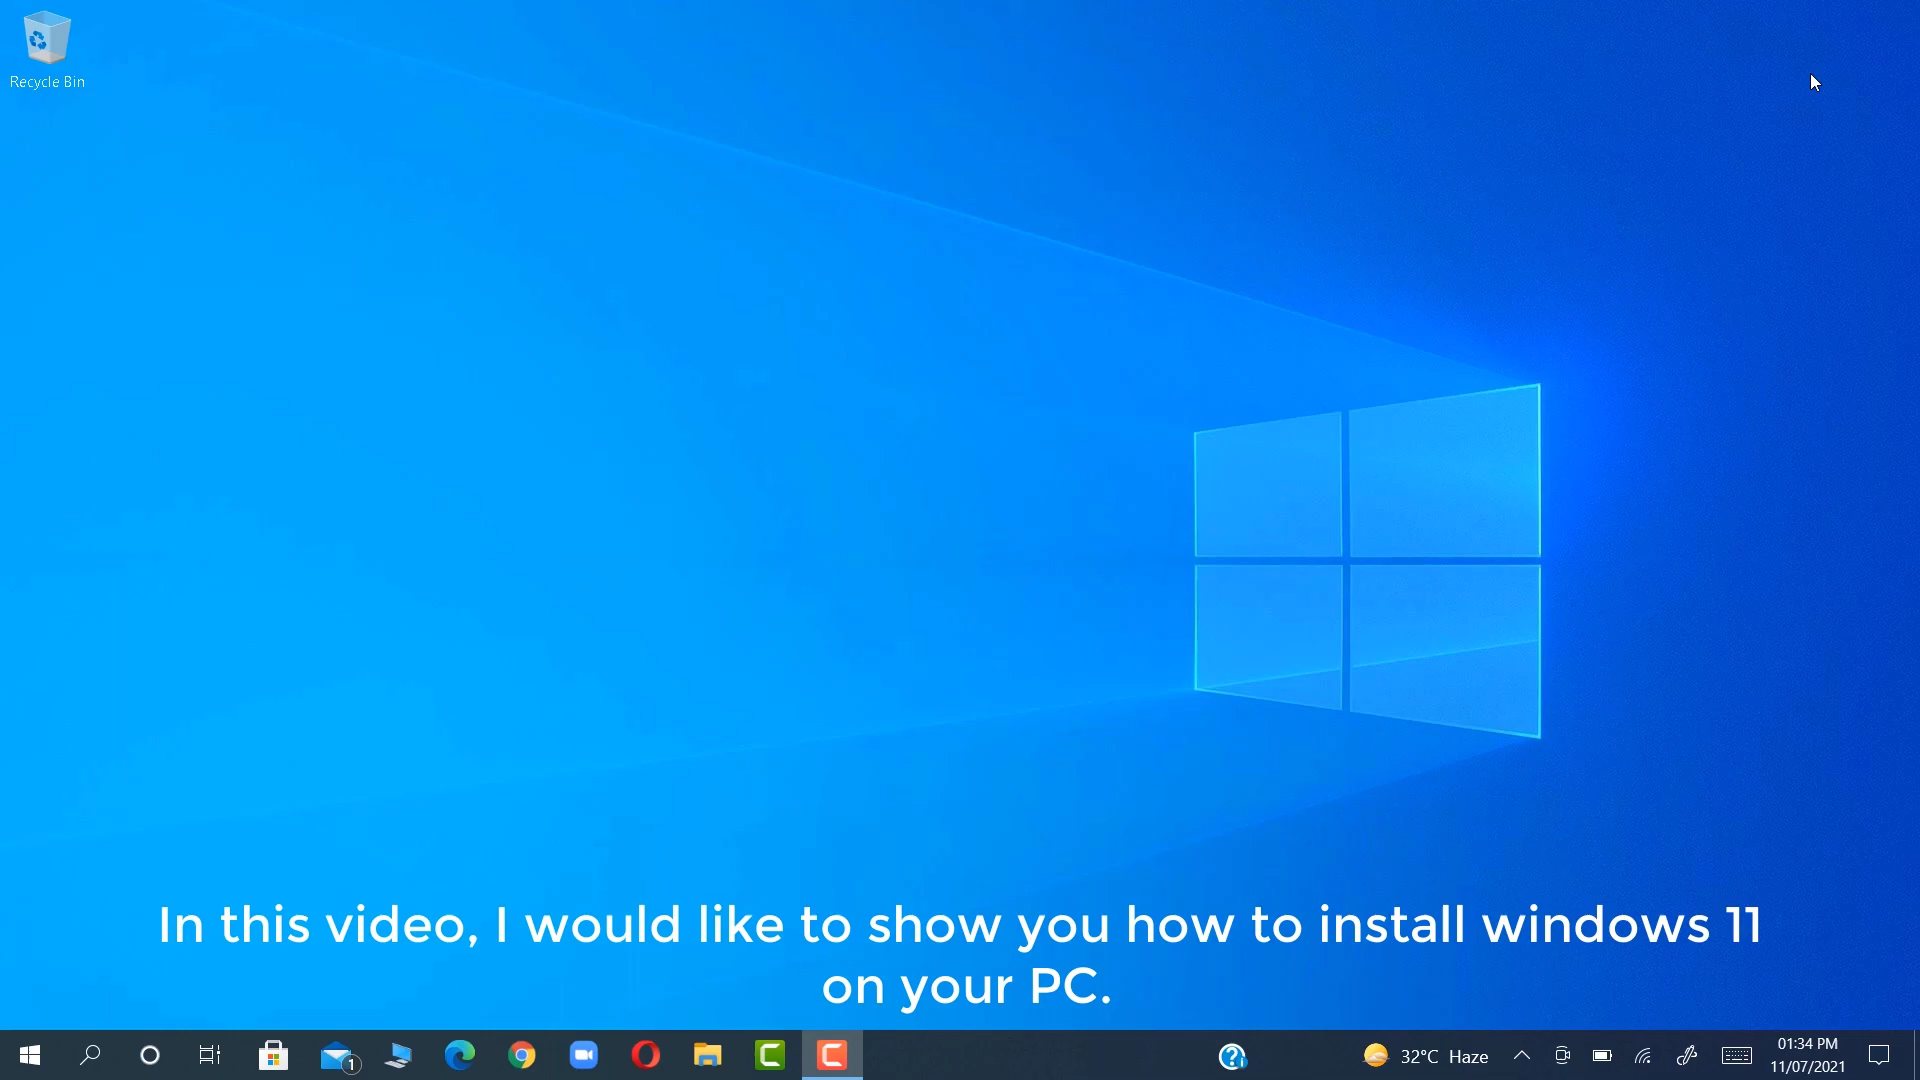 Recycle Bin
In this video, I would like to show you how to install windows 11
on your PC.
1
32°C Haze
01:34 PM
11/07/2021